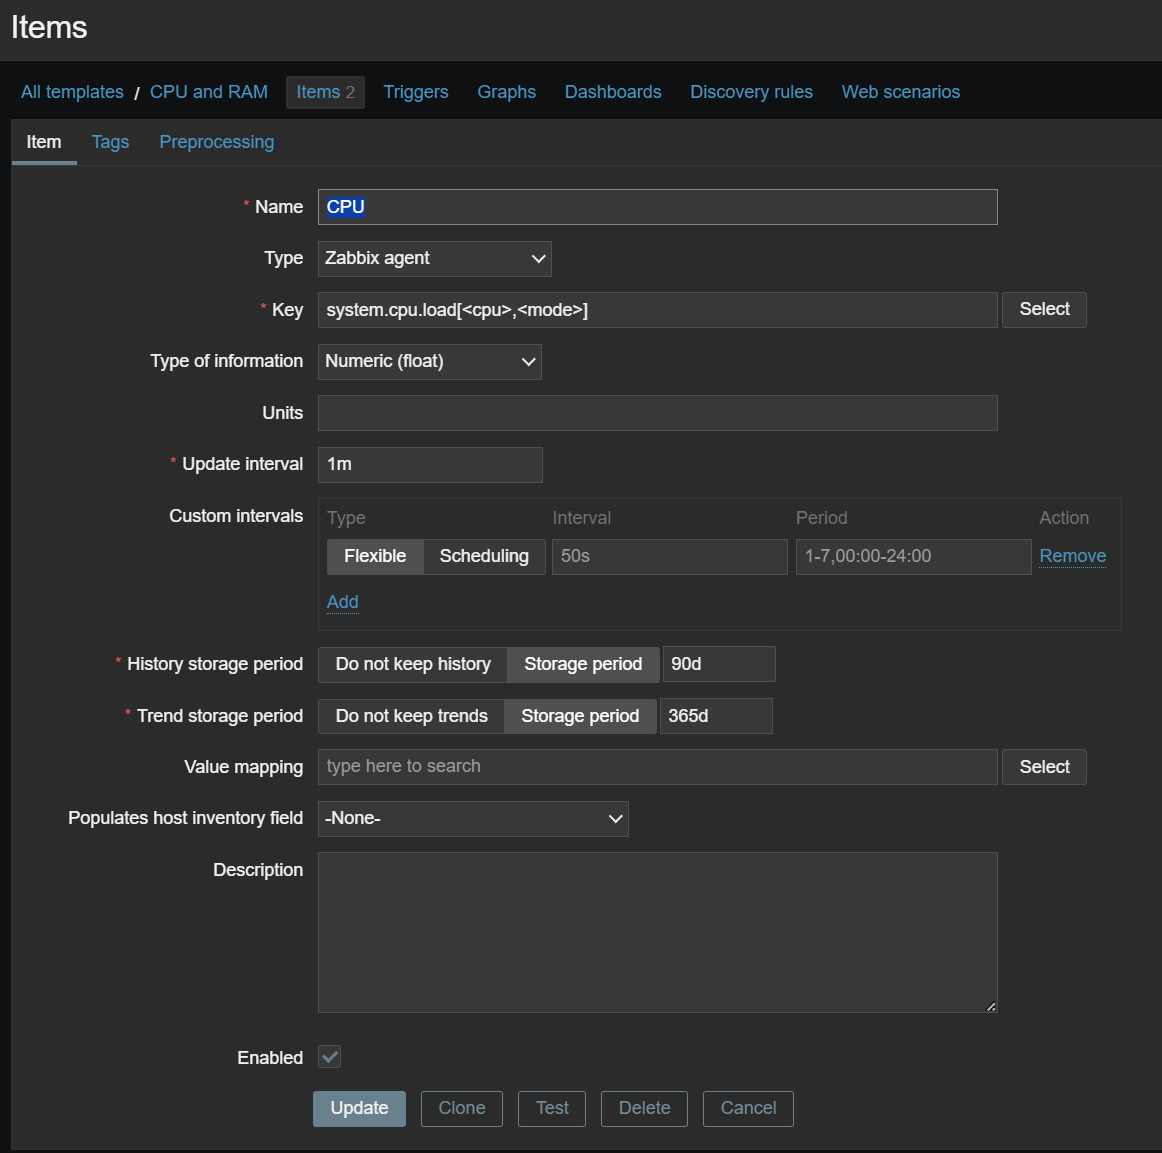 Items
All templates / CPU and RAM Items 2 Triggers Graphs Dashboards Discovery rules Web scenarios
Item Tags Preprocessing
* Name CPU
Type Zabbix agent
* Key system.cpu.load[<cpu>,<mode>] Select
Type of information Numeric (float)
Units
* Update interval 1m
Custom intervals Type Interval Period Action
Flexible Scheduling 50s 1-7,00:00-24:00 Remove
Add
* History storage period Do not keep history Storage period 90d
* Trend storage period Do not keep trends Storage period 365d
Value mapping type here to search Select
Populates host inventory field -None-
Description
Enabled
Update Clone Test Delete Cancel